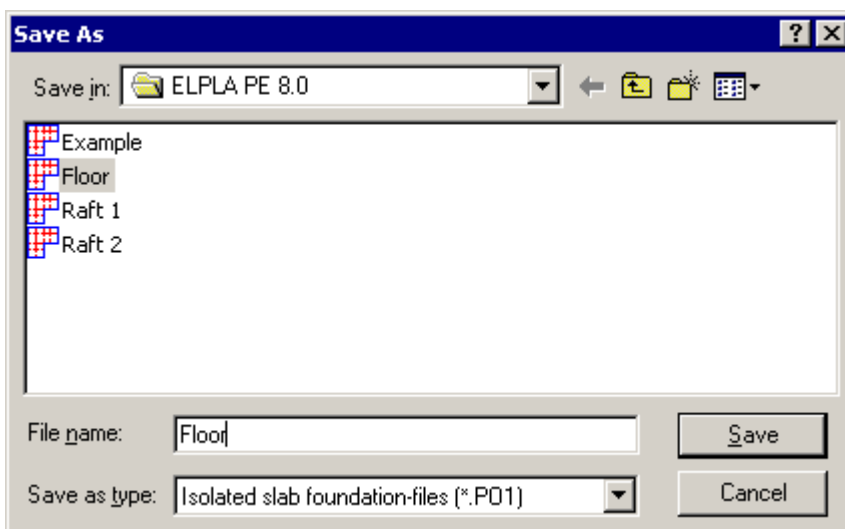 Save As
Save in: ELPLA PE 8.0
Example
Floor
Raft 1
Raft 2
File name: Floor Save
Save as type: Isolated slab foundation-files (*.PO1) Cancel